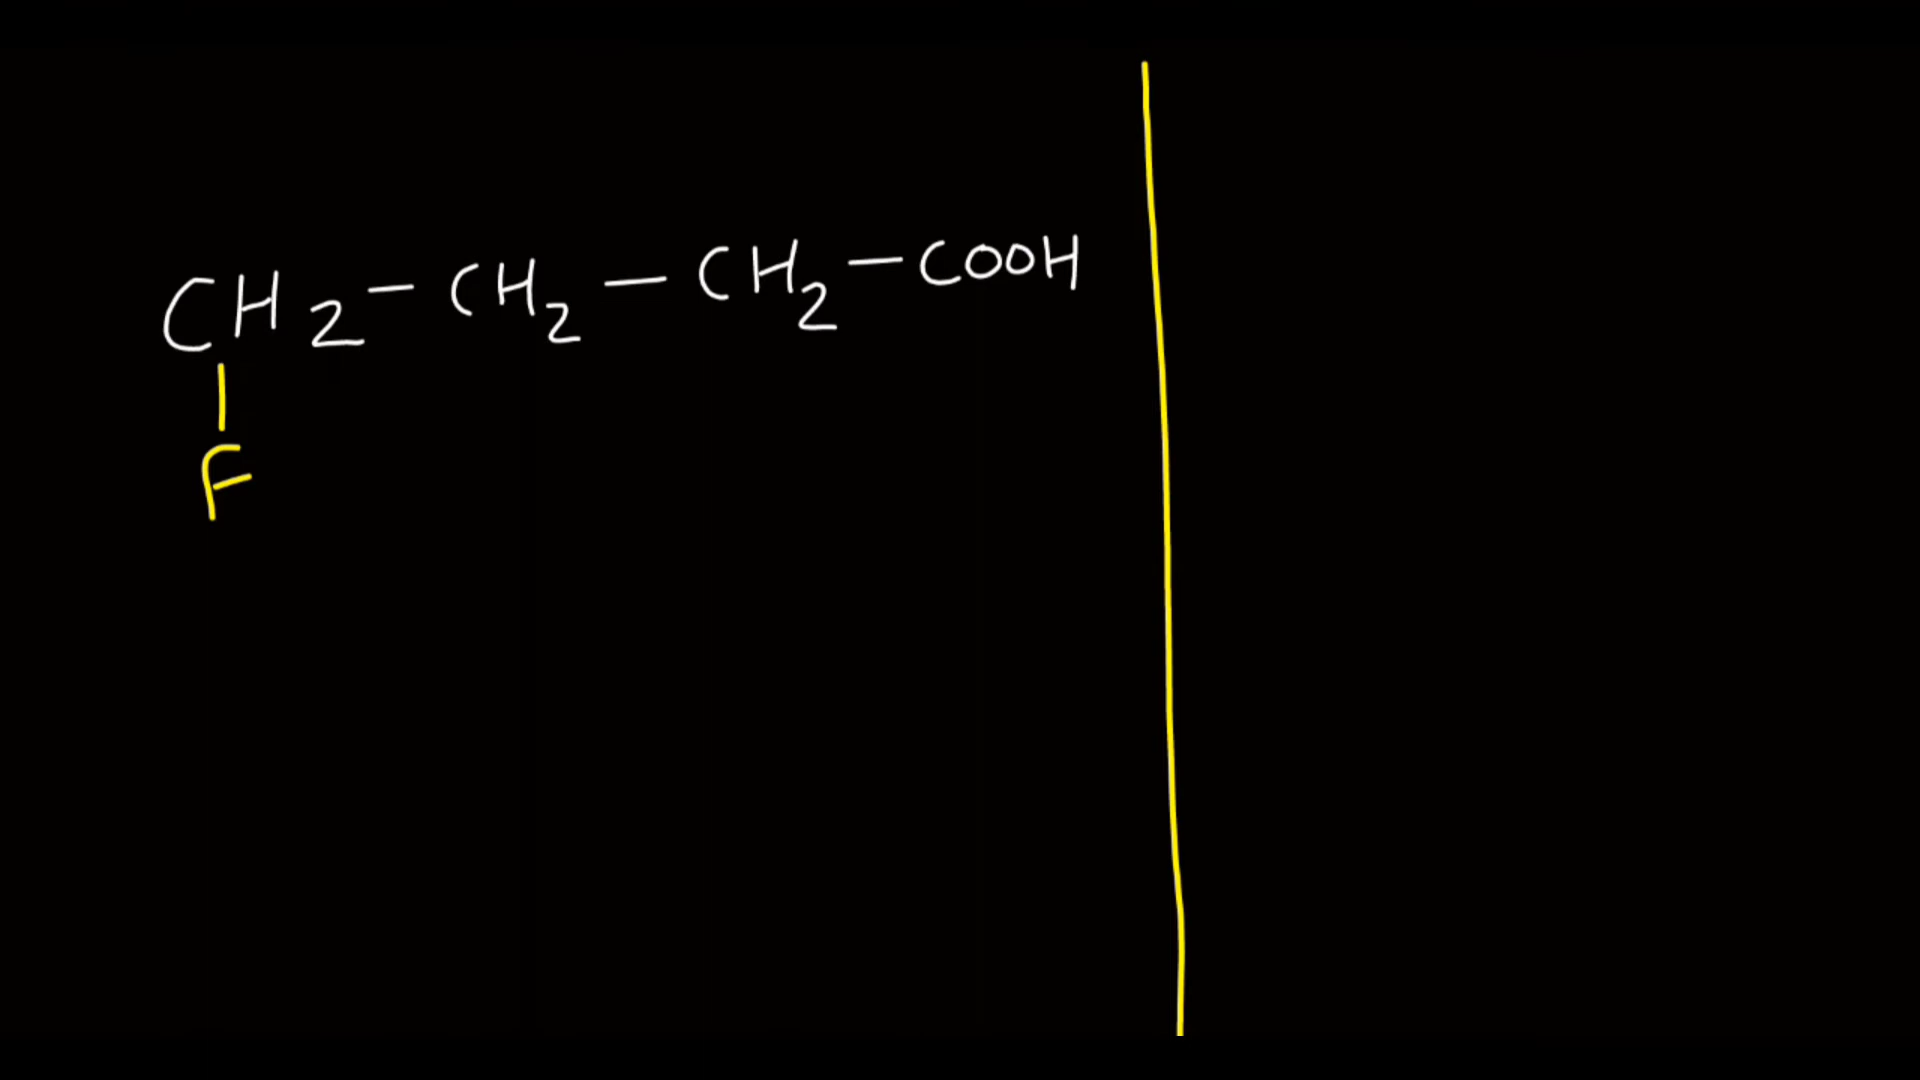 CH₂ – CH₂ – CH₂ – COOH
|
F